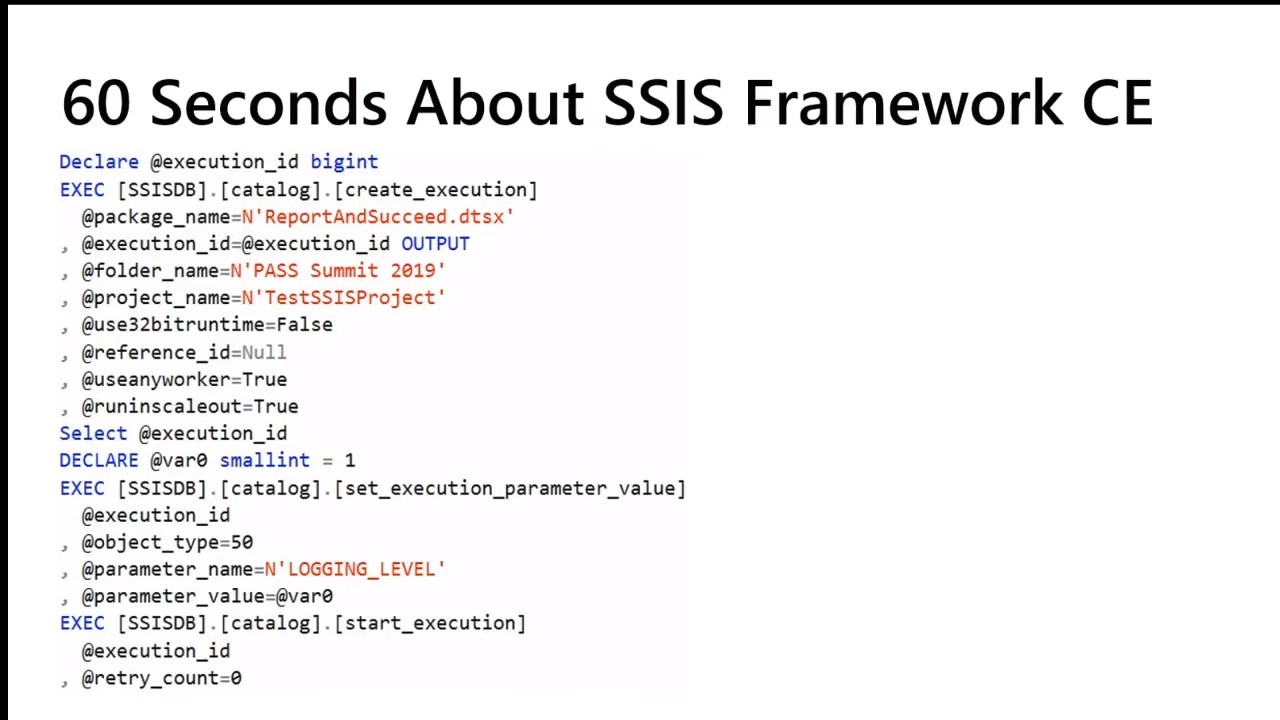 60 Seconds About SSIS Framework CE
Declare @execution_id bigint
EXEC [SSISDB].[catalog].[create_execution]
@package_name=N'ReportAndSucceed.dtsx'
, @execution_id=@execution_id OUTPUT
, @folder_name=N'PASS Summit 2019'
, @project_name=N'TestSSISProject'
, @use32bitruntime=False
, @reference_id=Null
, @useanyworker=True
, @runinscaleout=True
Select @execution_id
DECLARE @var0 smallint = 1
EXEC [SSISDB].[catalog].[set_execution_parameter_value]
@execution_id
, @object_type=50
, @parameter_name=N'LOGGING_LEVEL'
, @parameter_value=@var0
EXEC [SSISDB].[catalog].[start_execution]
@execution_id
, @retry_count=0